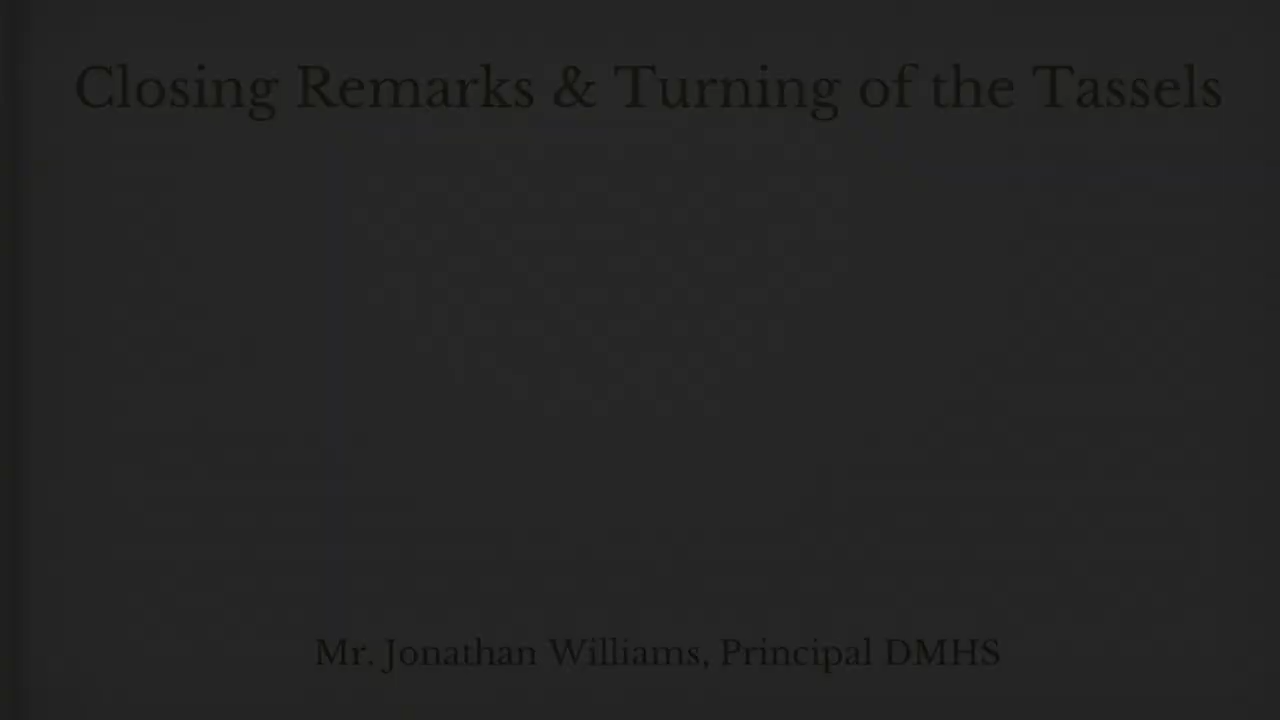 Closing Remarks & Turning of the Tassels
Mr. Jonathan Williams, Principal DMHS